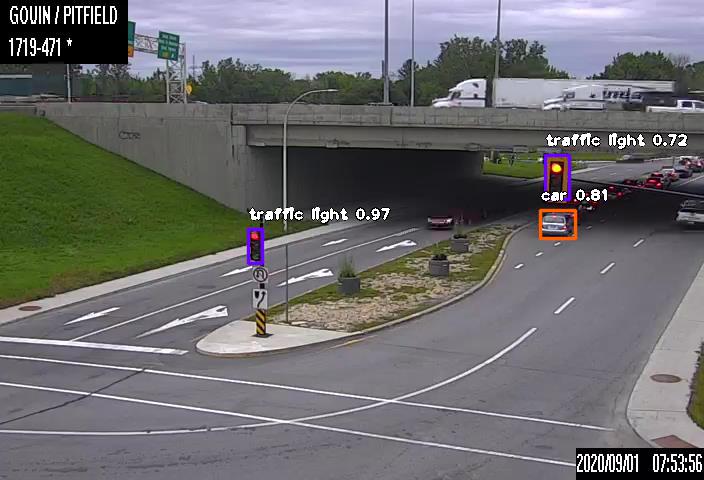 GOUIN / PITFIELD
1719-471 *
traffic light 0.72
car 0.81
traffic light 0.97
2020/09/01 07:53:56